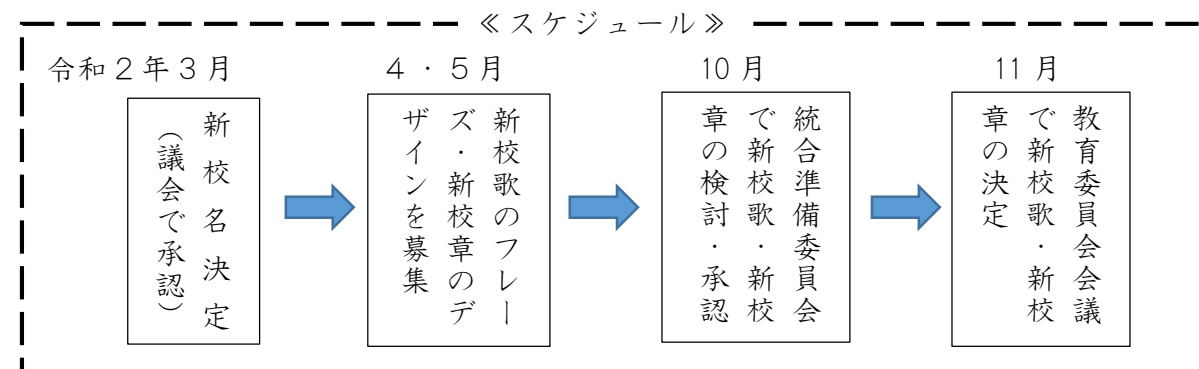 ≪スケジュール≫
令和２年３月
新校名決定
（議会で承認）
４・５月
新校歌のフレー
ズ・新校章のデ
ザインを募集
10月
統合準備委員会
で新校歌・新校
章の検討・承認
11月
教育委員会会議
で新校歌・新校
章の決定